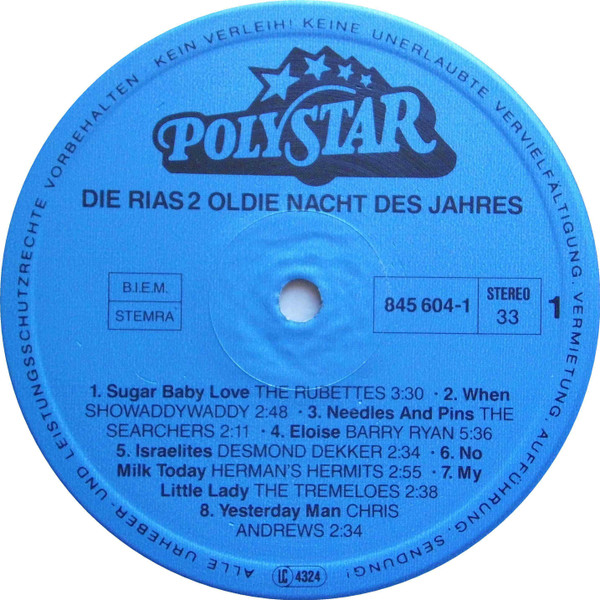 POLYSTAR
DIE RIAS 2 OLDIE NACHT DES JAHRES
B.I.E.M.
STEMRA
845 604-1
STEREO
33
1
1. Sugar Baby Love THE RUBETTES 3:30 · 2. When
SHOWADDYWADDY 2:48 · 3. Needles And Pins THE
SEARCHERS 2:11 · 4. Eloise BARRY RYAN 5:36
5. Israelites DESMOND DEKKER 2:34 · 6. No
Milk Today HERMAN'S HERMITS 2:55 · 7. My
Little Lady THE TREMELOES 2:38
8. Yesterday Man CHRIS
ANDREWS 2:34
LC 4324
ALLE URHEBER- UND LEISTUNGSSCHUTZRECHTE VORBEHALTEN · KEIN VERLEIH! KEINE UNERLAUBTE VERVIELFÄLTIGUNG, VERMIETUNG, AUFFÜHRUNG, SENDUNG!